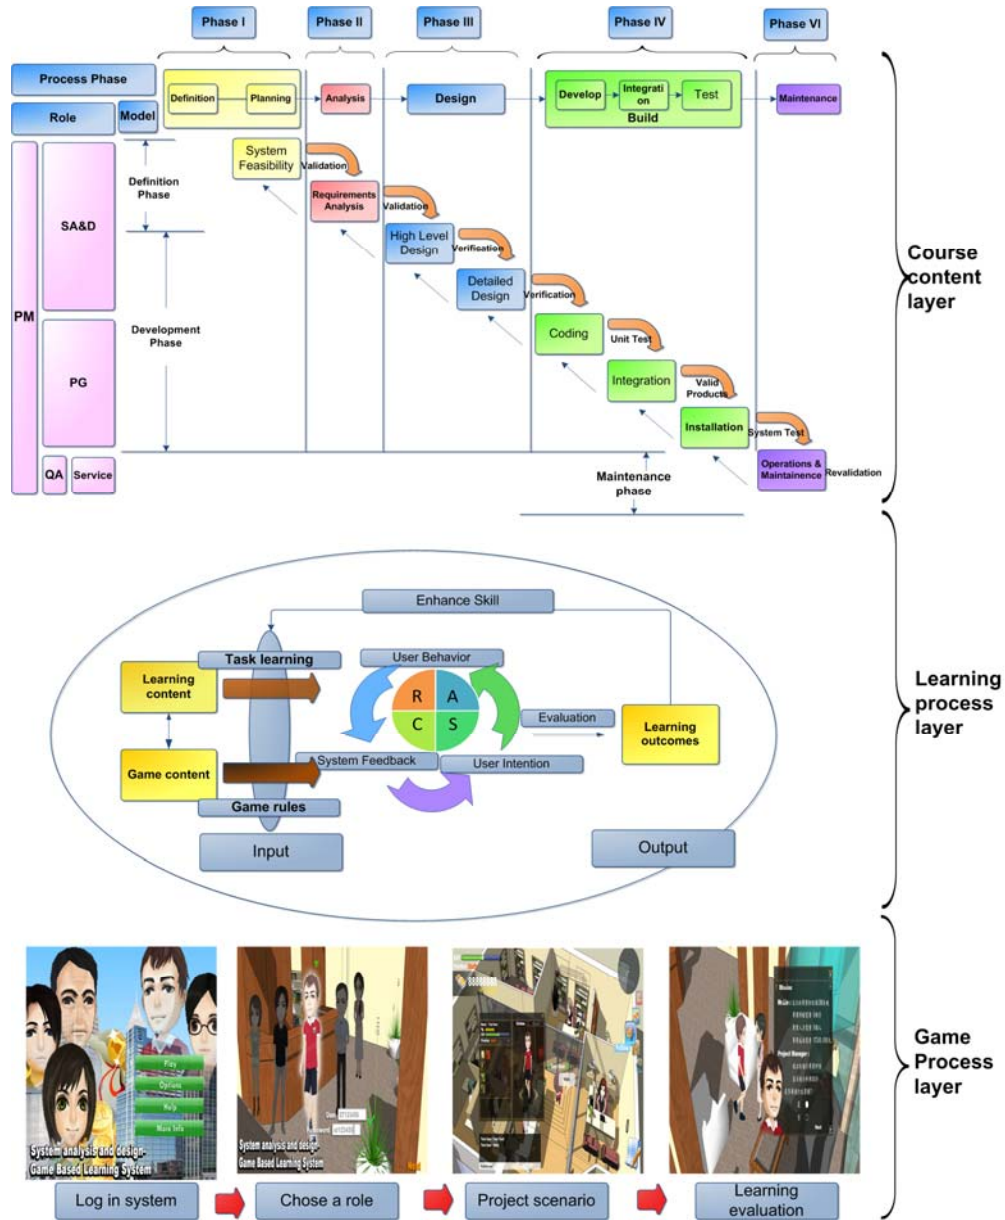 Phase I
Phase II
Phase III
Phase IV
Phase VI
Process Phase
Role
Model
Definition
Planning
Analysis
Design
Develop
Integrati
on
Test
Build
Maintenance
System
Feasibility
Validation
Requirements
Analysis
Validation
High Level
Design
Verification
Detailed
Design
Verification
Coding
Unit Test
Integration
Valid
Products
Installation
System Test
Operations &
Maintainence
Revalidation
Definition
Phase
Development
Phase
Maintenance
phase
PM
SA&D
PG
QA
Service
Course
content
layer
Enhance Skill
Task learning
User Behavior
Learning
content
R
A
C
S
Evaluation
Learning
outcomes
Game content
System Feedback
User Intention
Game rules
Input
Output
Learning
process
layer
Play
Options
Help
More Info
System analysis and design-
Game Based Learning System
System analysis and design-
Game Based Learning System
88888888
Project Manager:
Log in system
Chose a role
Project scenario
Learning
evaluation
Game
Process
layer